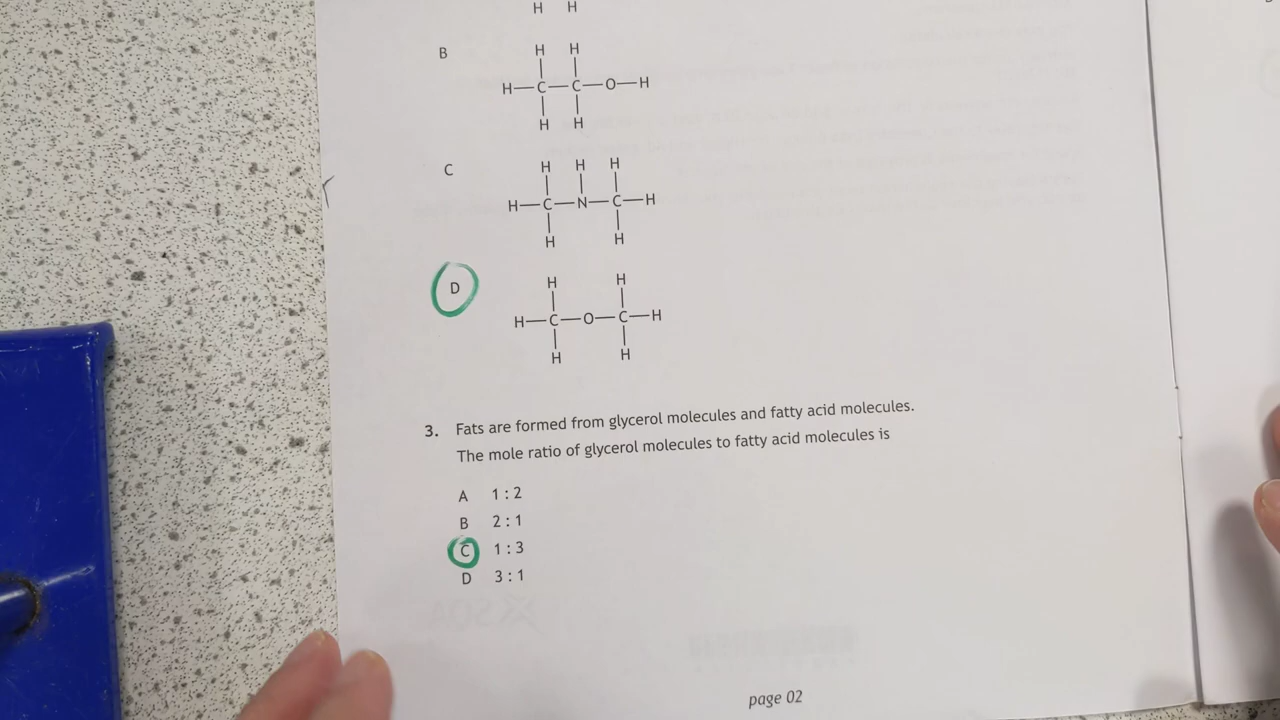 H H
B
H H
H—C—C—O—H
H H
C
H H H
H—C—N—C—H
H H
D
H H
H—C—O—C—H
H H
3. Fats are formed from glycerol molecules and fatty acid molecules.
The mole ratio of glycerol molecules to fatty acid molecules is
A 1 : 2
B 2 : 1
C 1 : 3
D 3 : 1
page 02